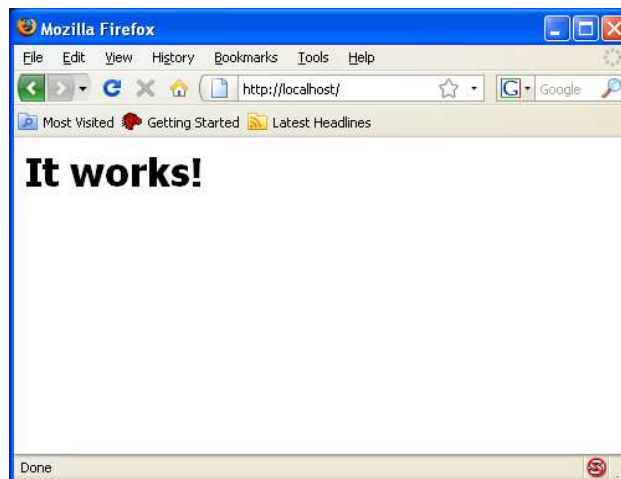 Mozilla Firefox
File Edit View History Bookmarks Tools Help
http://localhost/ G Google
Most Visited Getting Started Latest Headlines
It works!
Done